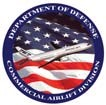 DEPARTMENT OF DEFENSE
COMMERCIAL AIRLIFT DIVISION